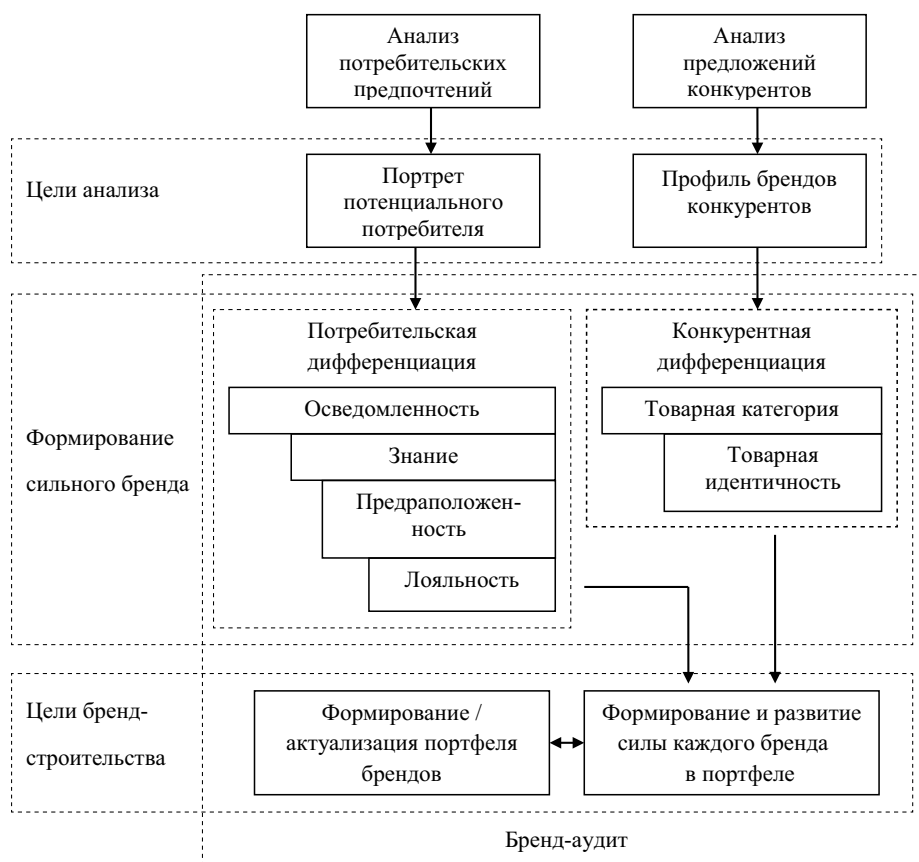 Анализ
потребительских
предпочтений
Анализ
предложений
конкурентов
Цели анализа
Портрет
потенциального
потребителя
Профиль брендов
конкурентов
Формирование
сильного бренда
Потребительская
дифференциация
Осведомленность
Знание
Предраположен-
ность
Лояльность
Конкурентная
дифференциация
Товарная категория
Товарная
идентичность
Цели бренд-
строительства
Формирование /
актуализация портфеля
брендов
Формирование и развитие
силы каждого бренда
в портфеле
Бренд-аудит